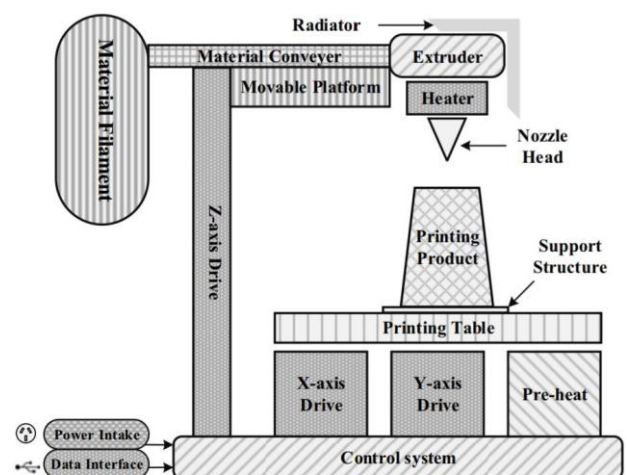 Radiator
Material Conveyer
Extruder
Movable Platform
Heater
Material Filament
Nozzle
Head
Z-axis Drive
Printing
Product
Support
Structure
Printing Table
X-axis
Drive
Y-axis
Drive
Pre-heat
Power Intake
Data Interface
Control system